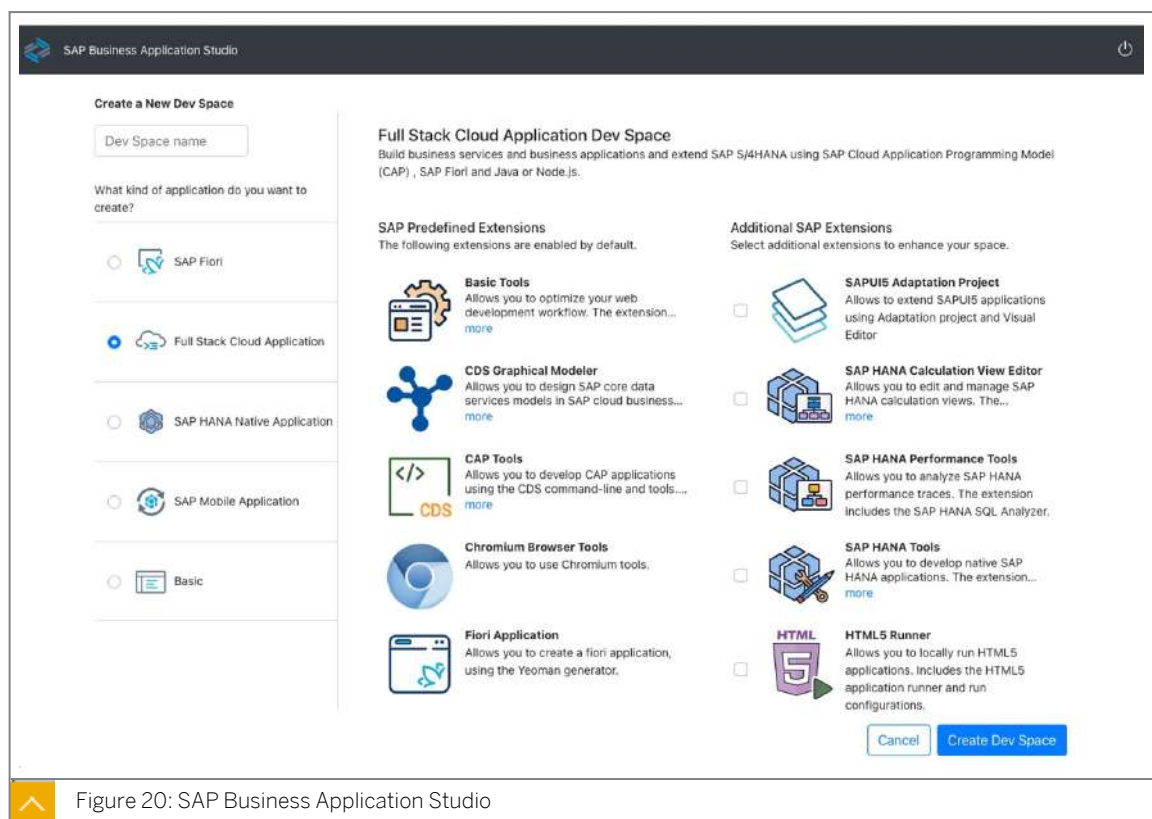 SAP Business Application Studio
Create a New Dev Space
Dev Space name
What kind of application do you want to
create?
SAP Fiori
Full Stack Cloud Application
SAP HANA Native Application
SAP Mobile Application
Basic
Full Stack Cloud Application Dev Space
Build business services and business applications and extend SAP S/4HANA using SAP Cloud Application Programming Model
(CAP) , SAP Fiori and Java or Node.js.
SAP Predefined Extensions
The following extensions are enabled by default.
Basic Tools
Allows you to optimize your web
development workflow. The extension...
more
CDS Graphical Modeler
Allows you to design SAP core data
services models in SAP cloud business...
more
</>
CDS
CAP Tools
Allows you to develop CAP applications
using the CDS command-line and tools....
more
Chromium Browser Tools
Allows you to use Chromium tools.
Fiori Application
Allows you to create a fiori application,
using the Yeoman generator.
Additional SAP Extensions
Select additional extensions to enhance your space.
SAPUI5 Adaptation Project
Allows to extend SAPUI5 applications
using Adaptation project and Visual
Editor
SAP HANA Calculation View Editor
Allows you to edit and manage SAP
HANA calculation views. The...
more
SAP HANA Performance Tools
Allows you to analyze SAP HANA
performance traces. The extension
includes the SAP HANA SQL Analyzer.
SAP HANA Tools
Allows you to develop native SAP
HANA applications. The extension...
more
HTML
5
HTML5 Runner
Allows you to locally run HTML5
applications. Includes the HTML5
application runner and run
configurations.
Cancel
Create Dev Space
Figure 20: SAP Business Application Studio